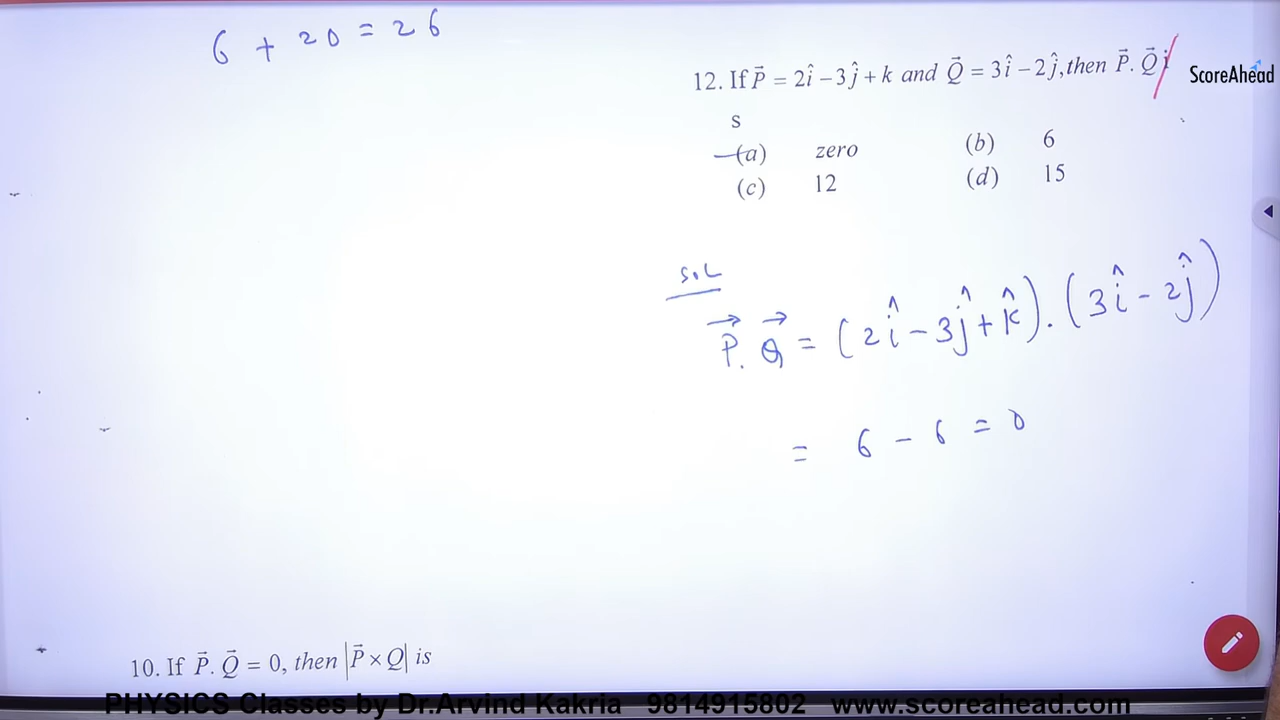 6 + 20 = 26
12. If P⃗ = 2î − 3ĵ + k and Q⃗ = 3î − 2ĵ, then P⃗. Q⃗ i
s
(a) zero (b) 6
(c) 12 (d) 15
ScoreAhead
Sol
P⃗. Q⃗ = (2î − 3ĵ + k̂) . (3î − 2ĵ)
= 6 − 6 = 0
10. If P⃗. Q⃗ = 0, then |P⃗ × Q| is
PHYSICS Classes by Dr.Arvind Kakria 9814915802 www.scoreahead.com